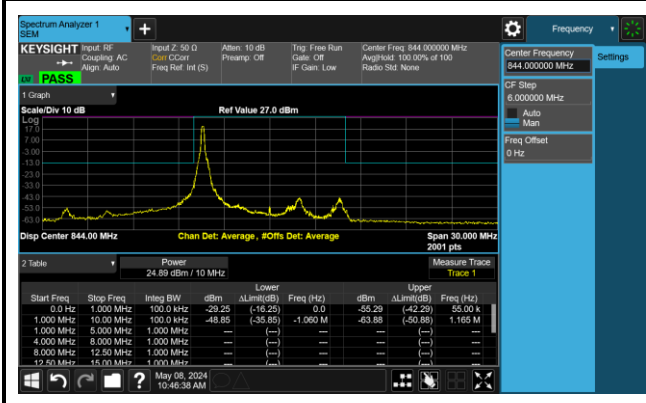 Spectrum Analyzer 1
SEM
Frequency
KEYSIGHT
Input: RF
Coupling: AC
Align: Auto
Input Z: 50 Ω
Corr CCorr
Freq Ref: Int (S)
Atten: 10 dB
Preamp: Off
Trig: Free Run
Gate: Off
IF Gain: Low
Center Freq: 844.000000 MHz
Avg|Hold: 100.00% of 100
Radio Std: None
PASS
Center Frequency
844.000000 MHz
Settings
CF Step
6.000000 MHz
Auto
Man
Freq Offset
0 Hz
1 Graph
Scale/Div 10 dB
Ref Value 27.0 dBm
Log
17.0
7.00
-3.00
-13.0
-23.0
-33.0
-43.0
-53.0
-63.0
Disp Center 844.00 MHz
Chan Det: Average , #Offs Det: Average
Span 30.000 MHz
2001 pts
2 Table
Power
24.89 dBm / 10 MHz
Measure Trace
Trace 1
Lower
Upper
Start Freq Stop Freq Integ BW dBm ΔLimit(dB) Freq (Hz) dBm ΔLimit(dB) Freq (Hz)
0.0 Hz 1.000 MHz 100.0 kHz -29.25 (-16.25) 0.0 -55.29 (-42.29) 55.00 k
1.000 MHz 10.00 MHz 100.0 kHz -48.85 (-35.85) -1.060 M -63.88 (-50.88) 1.165 M
1.000 MHz 5.000 MHz 1.000 MHz --- (---) --- --- (---) ---
4.000 MHz 8.000 MHz 1.000 MHz --- (---) --- --- (---) ---
8.000 MHz 12.50 MHz 1.000 MHz --- (---) --- --- (---) ---
12.50 MHz 15.00 MHz 1.000 MHz --- (---) --- --- (---) ---
May 08, 2024
10:46:38 AM